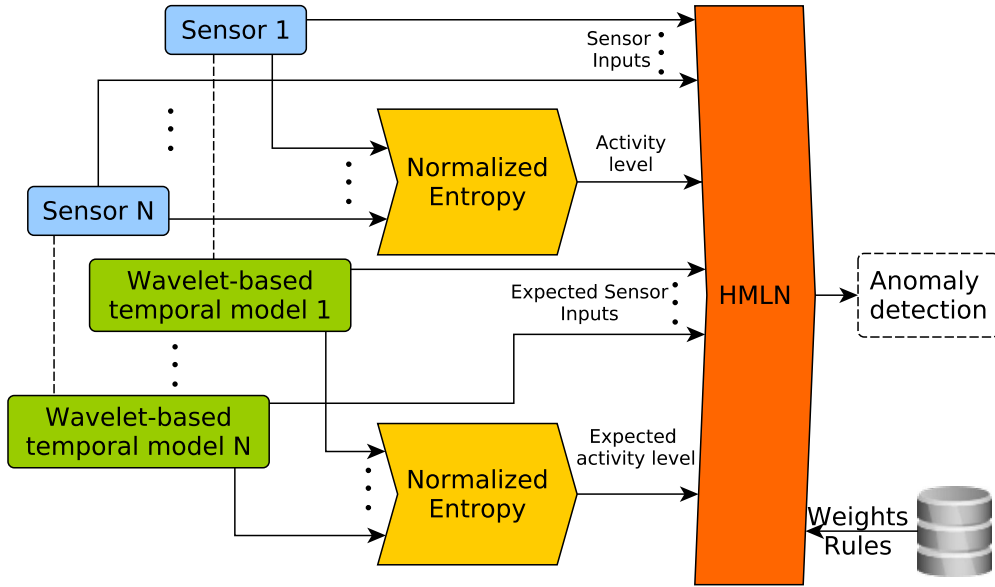 Sensor 1
Sensor
Inputs
Normalized
Entropy
Activity
level
Sensor N
Wavelet-based
temporal model 1
Expected Sensor
Inputs
HMLN
Anomaly
detection
Wavelet-based
temporal model N
Normalized
Entropy
Expected
activity level
Weights
Rules